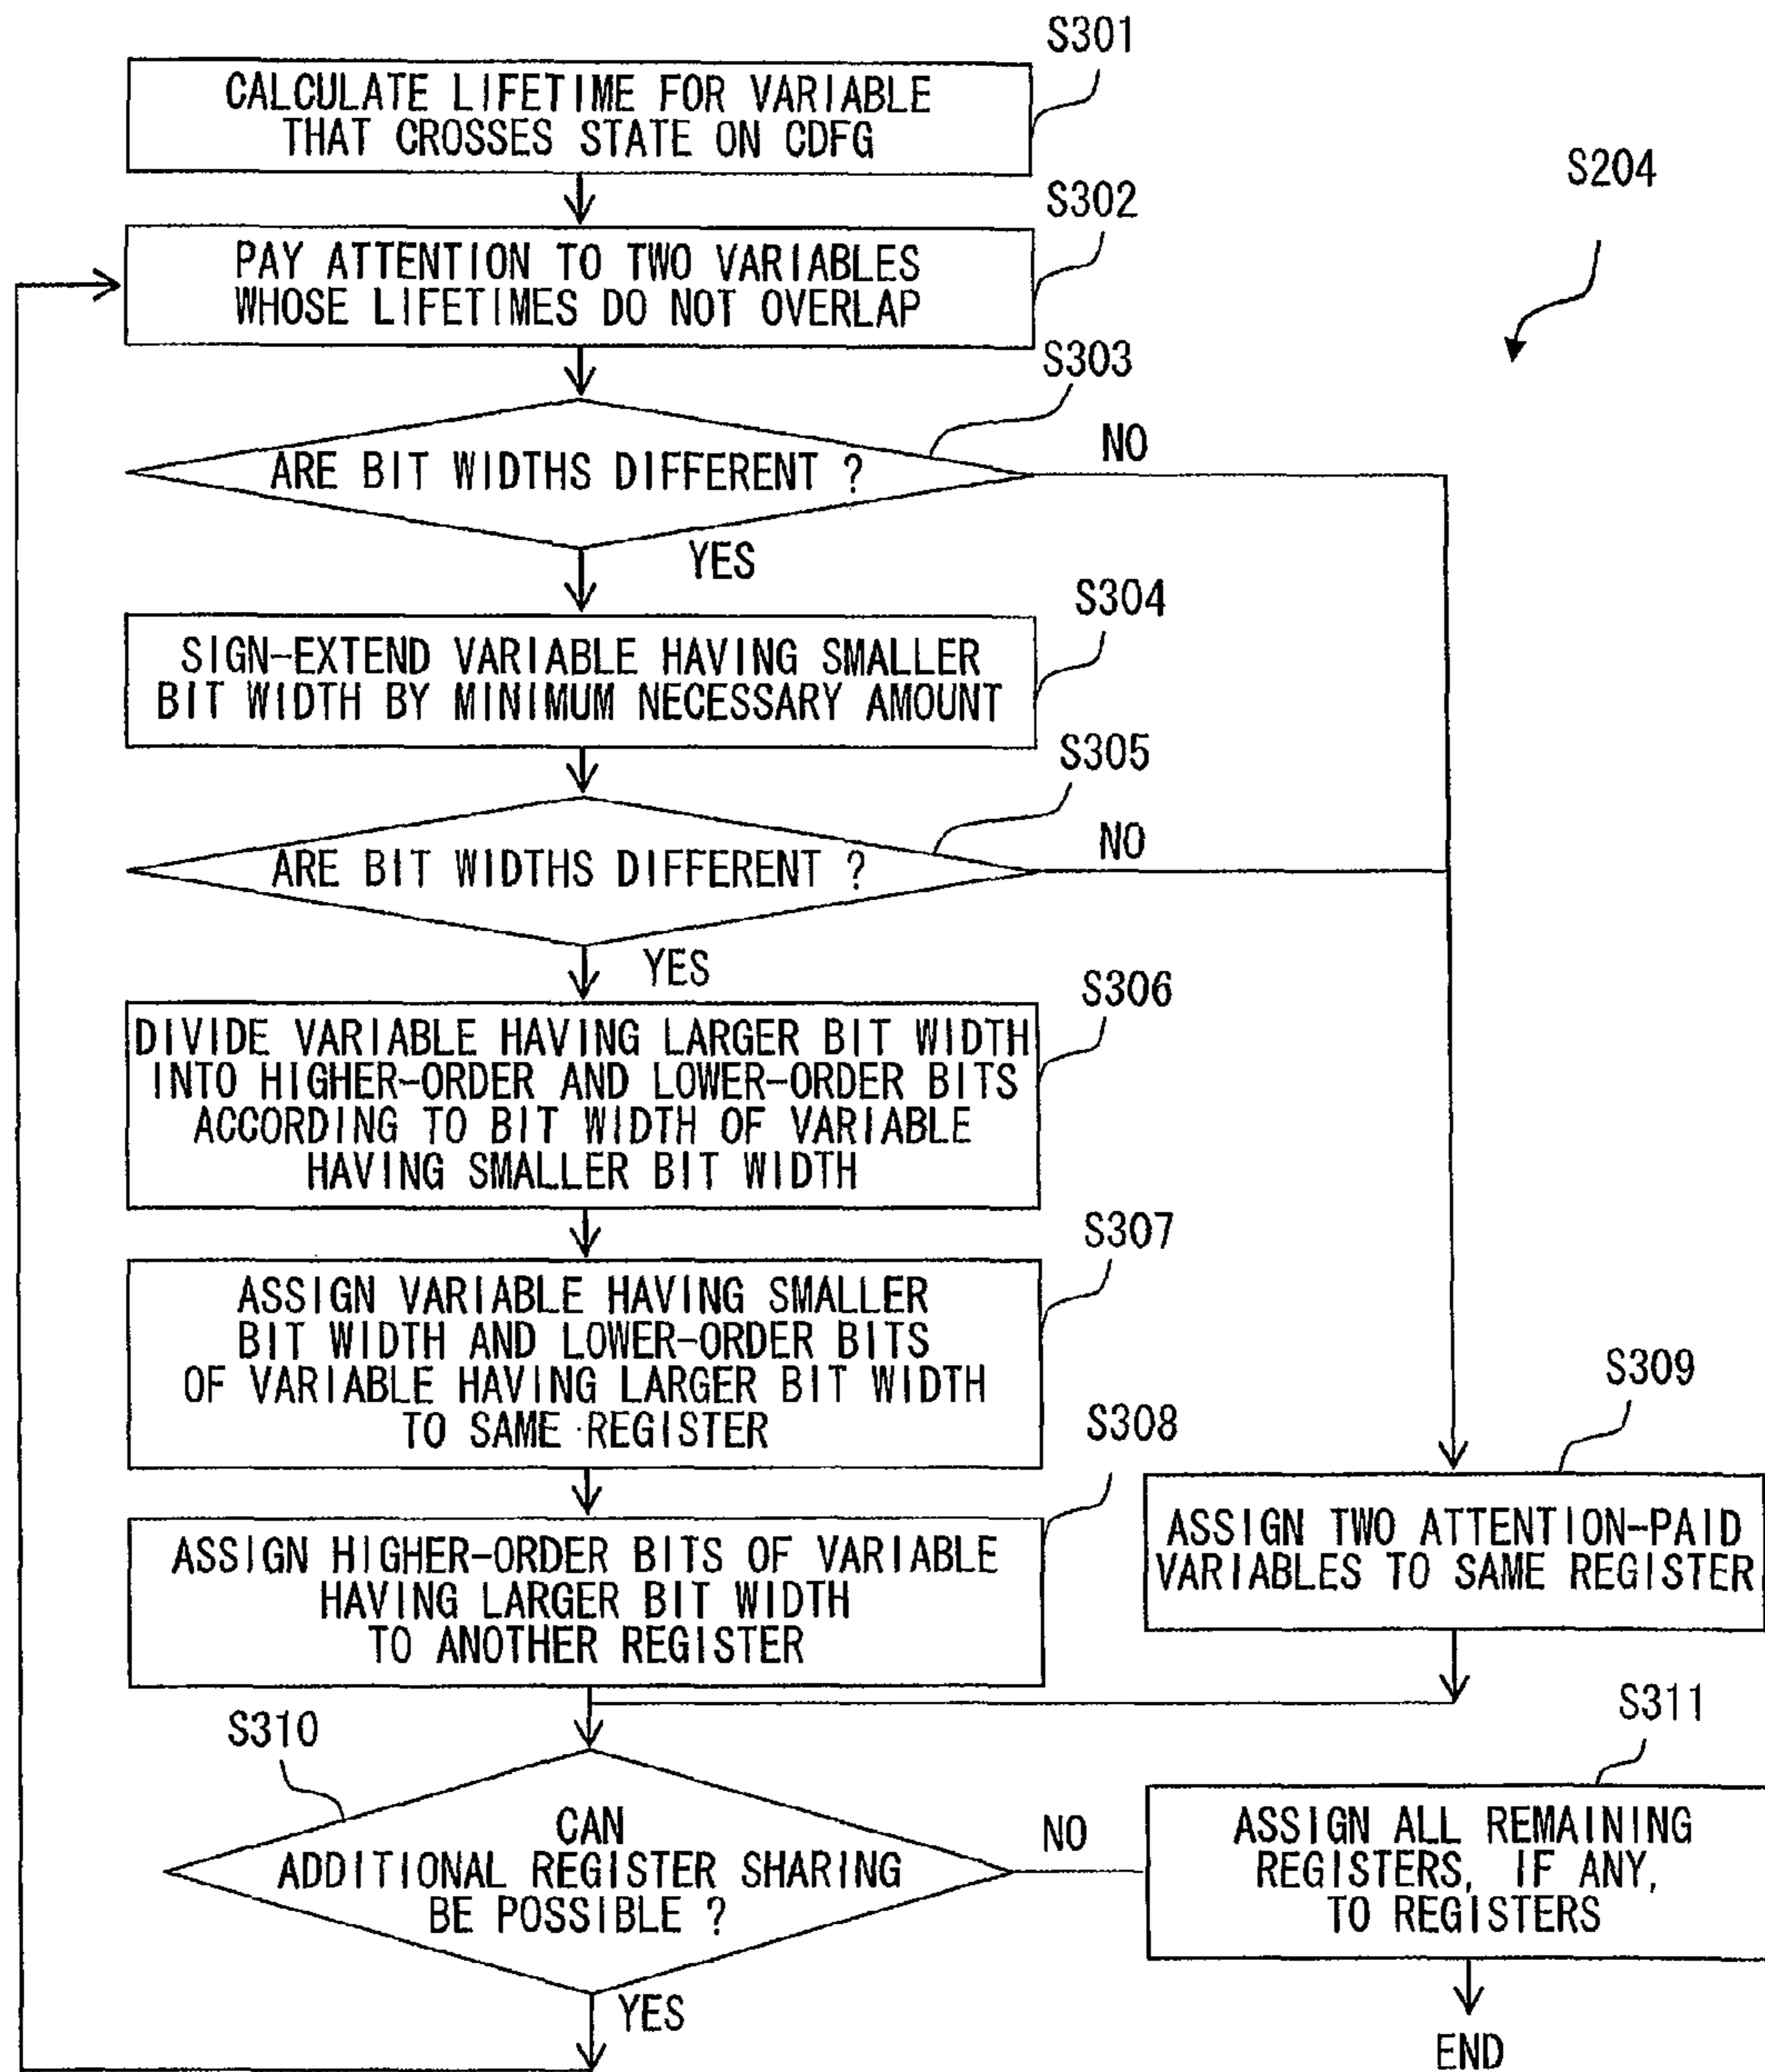 S301
CALCULATE LIFETIME FOR VARIABLE
THAT CROSSES STATE ON CDFG
S204
S302
PAY ATTENTION TO TWO VARIABLES
WHOSE LIFETIMES DO NOT OVERLAP
S303
ARE BIT WIDTHS DIFFERENT ?
NO
YES
S304
SIGN-EXTEND VARIABLE HAVING SMALLER
BIT WIDTH BY MINIMUM NECESSARY AMOUNT
S305
ARE BIT WIDTHS DIFFERENT ?
NO
YES
S306
DIVIDE VARIABLE HAVING LARGER BIT WIDTH
INTO HIGHER-ORDER AND LOWER-ORDER BITS
ACCORDING TO BIT WIDTH OF VARIABLE
HAVING SMALLER BIT WIDTH
S307
ASSIGN VARIABLE HAVING SMALLER
BIT WIDTH AND LOWER-ORDER BITS
OF VARIABLE HAVING LARGER BIT WIDTH
TO SAME REGISTER
S308
ASSIGN HIGHER-ORDER BITS OF VARIABLE
HAVING LARGER BIT WIDTH
TO ANOTHER REGISTER
S309
ASSIGN TWO ATTENTION-PAID
VARIABLES TO SAME REGISTER
S310
CAN
ADDITIONAL REGISTER SHARING
BE POSSIBLE ?
NO
YES
S311
ASSIGN ALL REMAINING
REGISTERS, IF ANY,
TO REGISTERS
END